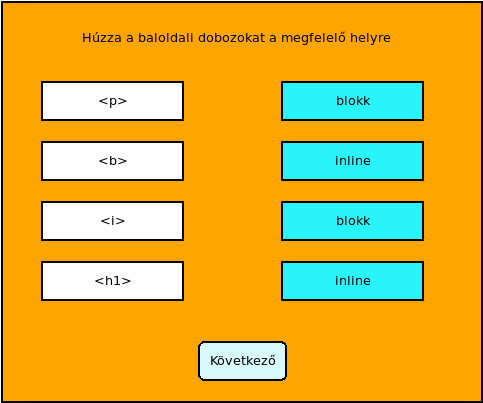 Húzza a baloldali dobozokat a megfelelő helyre
<p> blokk
<b> inline
<i> blokk
<h1> inline
Következő